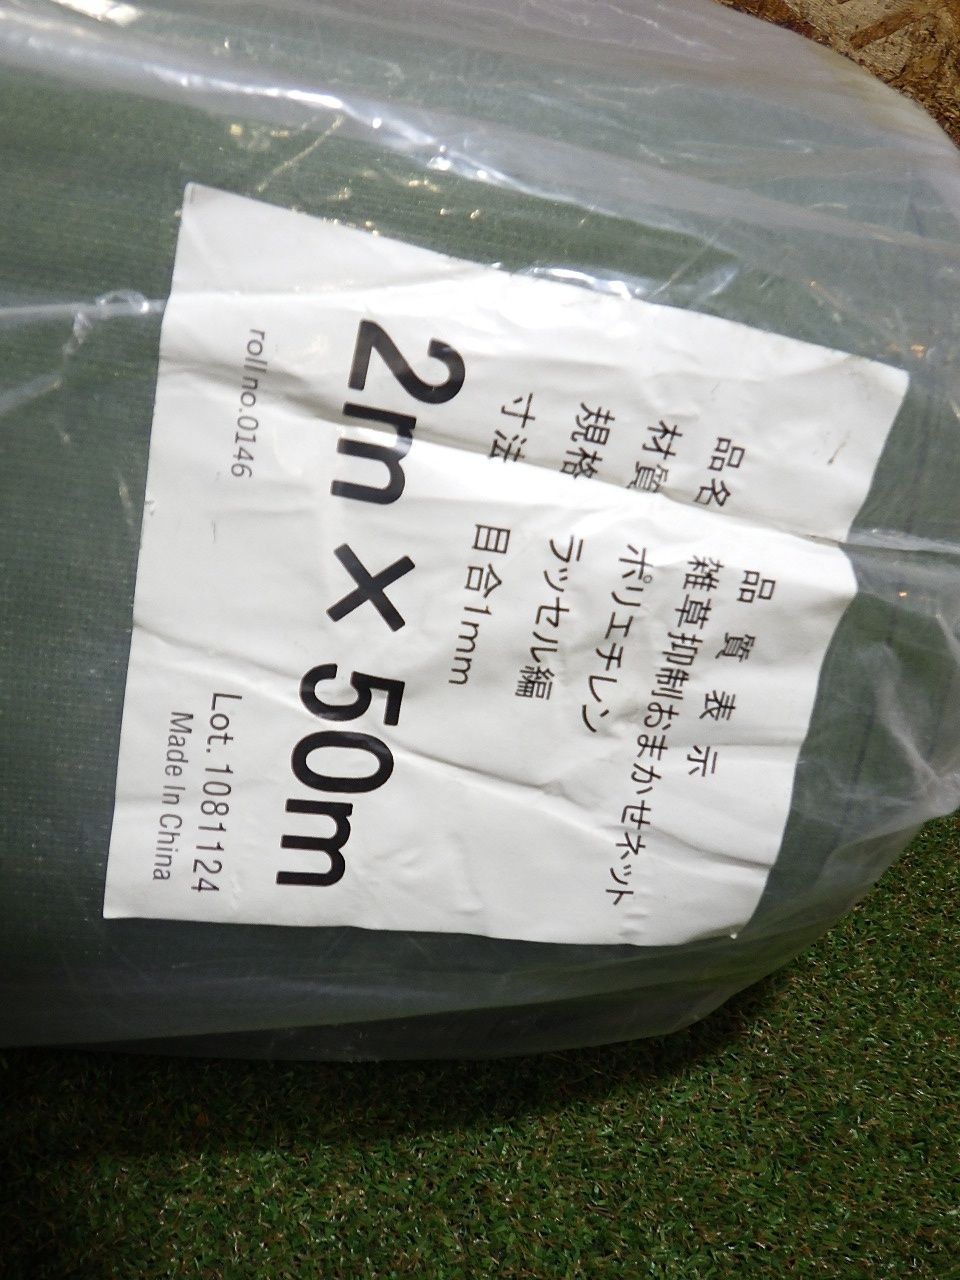 品質表示
品名 雑草抑制おまかせネット
材質 ポリエチレン
規格 ラッセル編
寸法 目合1mm
2m × 50m
Lot. 1081124
roll no.0146
Made In China